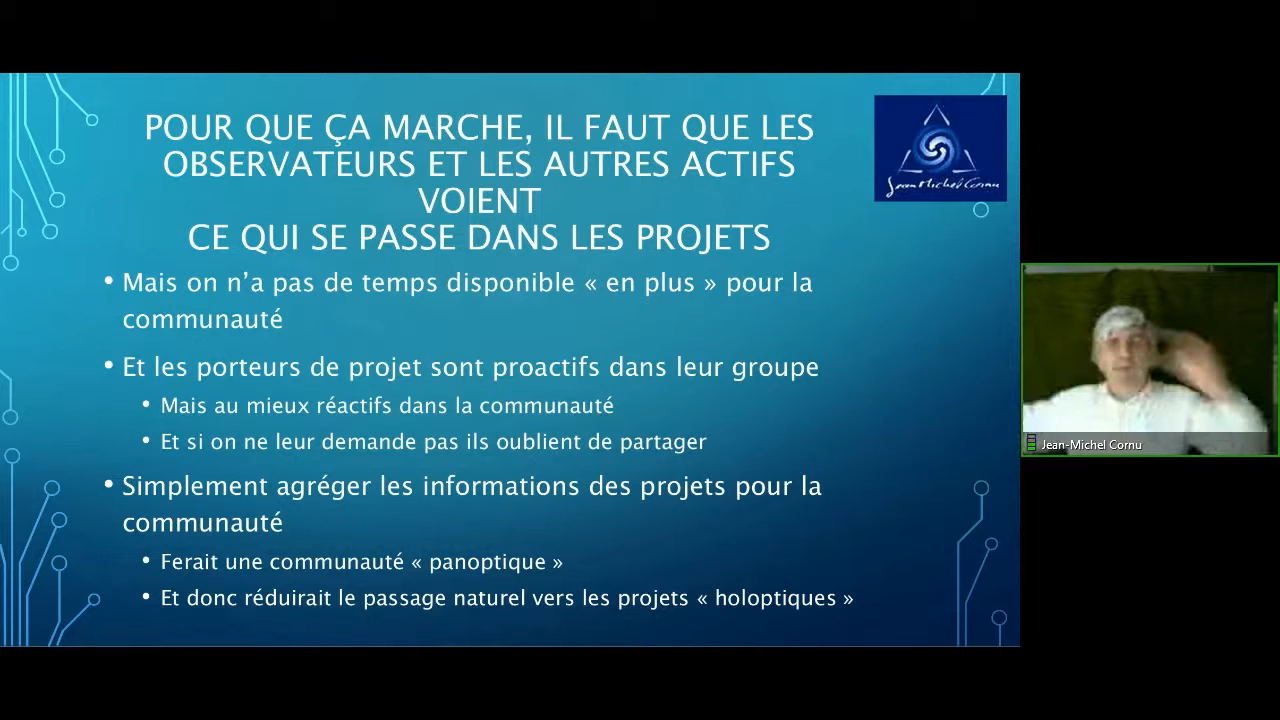 POUR QUE ÇA MARCHE, IL FAUT QUE LES
OBSERVATEURS ET LES AUTRES ACTIFS
VOIENT
CE QUI SE PASSE DANS LES PROJETS
Jean Michel Cornu
• Mais on n’a pas de temps disponible « en plus » pour la
communauté
• Et les porteurs de projet sont proactifs dans leur groupe
• Mais au mieux réactifs dans la communauté
• Et si on ne leur demande pas ils oublient de partager
• Simplement agréger les informations des projets pour la
communauté
• Ferait une communauté « panoptique »
• Et donc réduirait le passage naturel vers les projets « holoptiques »
Jean-Michel Cornu